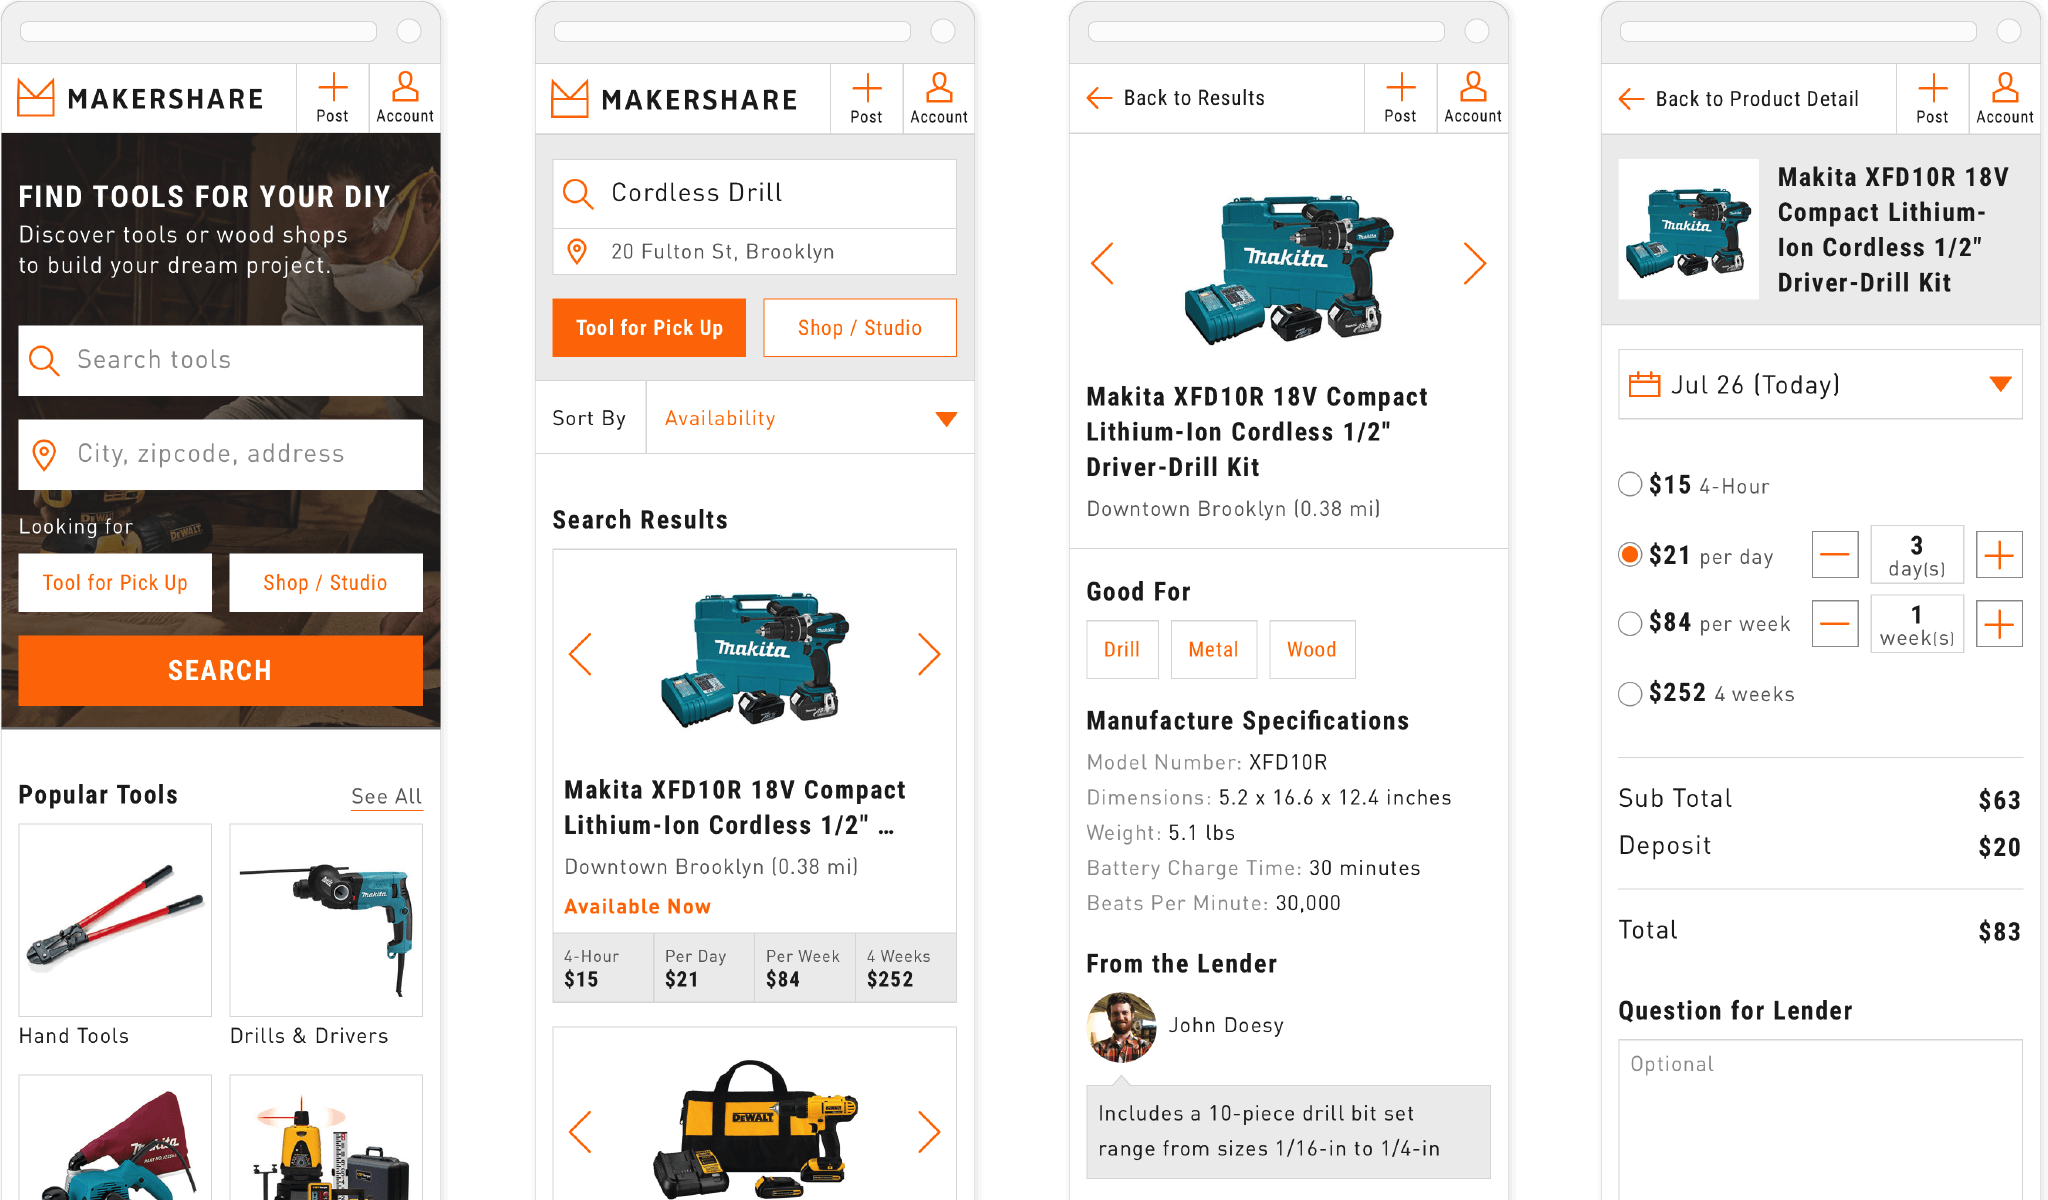 MAKERSHARE
Post
Account
FIND TOOLS FOR YOUR DIY
Discover tools or wood shops
to build your dream project.
Search tools
City, zipcode, address
DEWALT
Looking for
Tool for Pick Up
Shop / Studio
SEARCH
Popular Tools
See All
makita
Hand Tools
Drills & Drivers
makita
MAKERSHARE
Post
Account
Cordless Drill
20 Fulton St, Brooklyn
Tool for Pick Up
Shop / Studio
Sort By
Availability
Search Results
makita
makita
Makita XFD10R 18V Compact
Lithium-Ion Cordless 1/2" ...
Downtown Brooklyn (0.38 mi)
Available Now
4-Hour
$15
Per Day
$21
Per Week
$84
4 Weeks
$252
DEWALT
Back to Results
Post
Account
makita
makita
Makita XFD10R 18V Compact
Lithium-Ion Cordless 1/2"
Driver-Drill Kit
Downtown Brooklyn (0.38 mi)
Good For
Drill
Metal
Wood
Manufacture Specifications
Model Number: XFD10R
Dimensions: 5.2 x 16.6 x 12.4 inches
Weight: 5.1 lbs
Battery Charge Time: 30 minutes
Beats Per Minute: 30,000
From the Lender
John Doesy
Includes a 10-piece drill bit set
range from sizes 1/16-in to 1/4-in
Back to Product Detail
Post
Account
makita
Makita XFD10R 18V
Compact Lithium-
Ion Cordless 1/2"
Driver-Drill Kit
Jul 26 (Today)
$15 4-Hour
$21 per day
3
day(s)
$84 per week
1
week(s)
$252 4 weeks
Sub Total
$63
Deposit
$20
Total
$83
Question for Lender
Optional